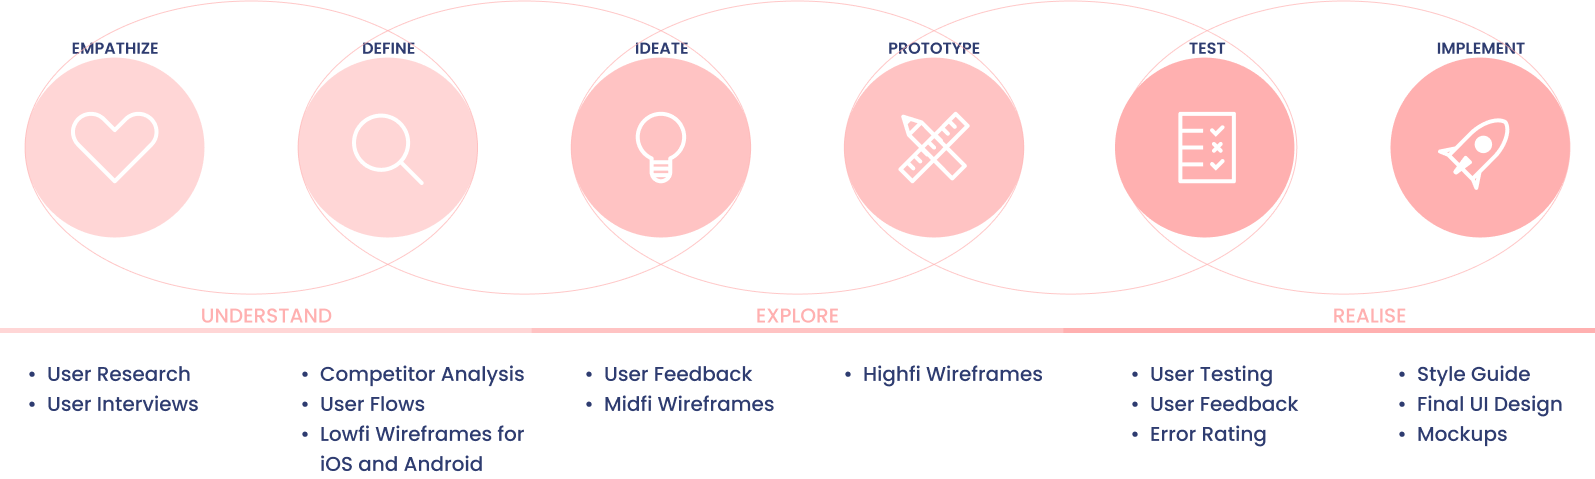 EMPATHIZE
DEFINE
IDEATE
PROTOTYPE
TEST
IMPLEMENT
UNDERSTAND
EXPLORE
REALISE
• User Research
• User Interviews
• Competitor Analysis
• User Flows
• Lowfi Wireframes for
iOS and Android
• User Feedback
• Midfi Wireframes
• Highfi Wireframes
• User Testing
• User Feedback
• Error Rating
• Style Guide
• Final UI Design
• Mockups